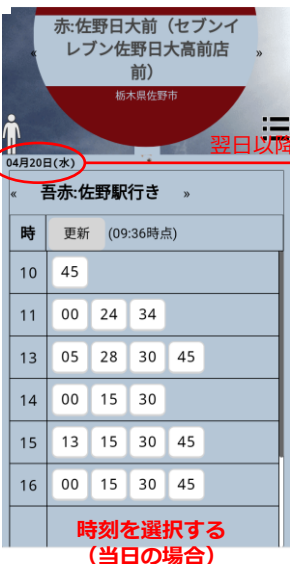 赤:佐野日大前（セブンイ
« レブン佐野日大高前店 »
前）
栃木県佐野市
翌日以降
04月20日(水)
« 吾赤:佐野駅行き »
時 更新 (09:36時点)
10 45
11 00 24 34
13 05 28 30 45
14 00 15 30
15 13 15 30 45
16 00 15 30 45
時刻を選択する
（当日の場合）